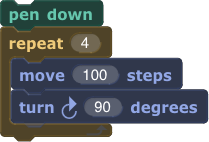 pen down
repeat 4
move 100 steps
turn 90 degrees